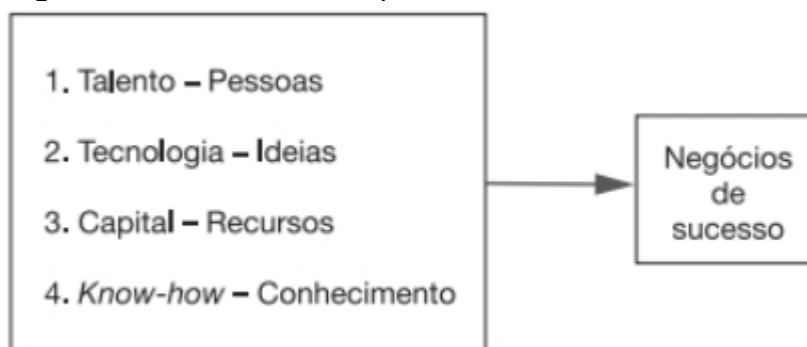 1. Talento – Pessoas
2. Tecnologia – Ideias
3. Capital – Recursos
4. Know-how – Conhecimento
Negócios
de
sucesso